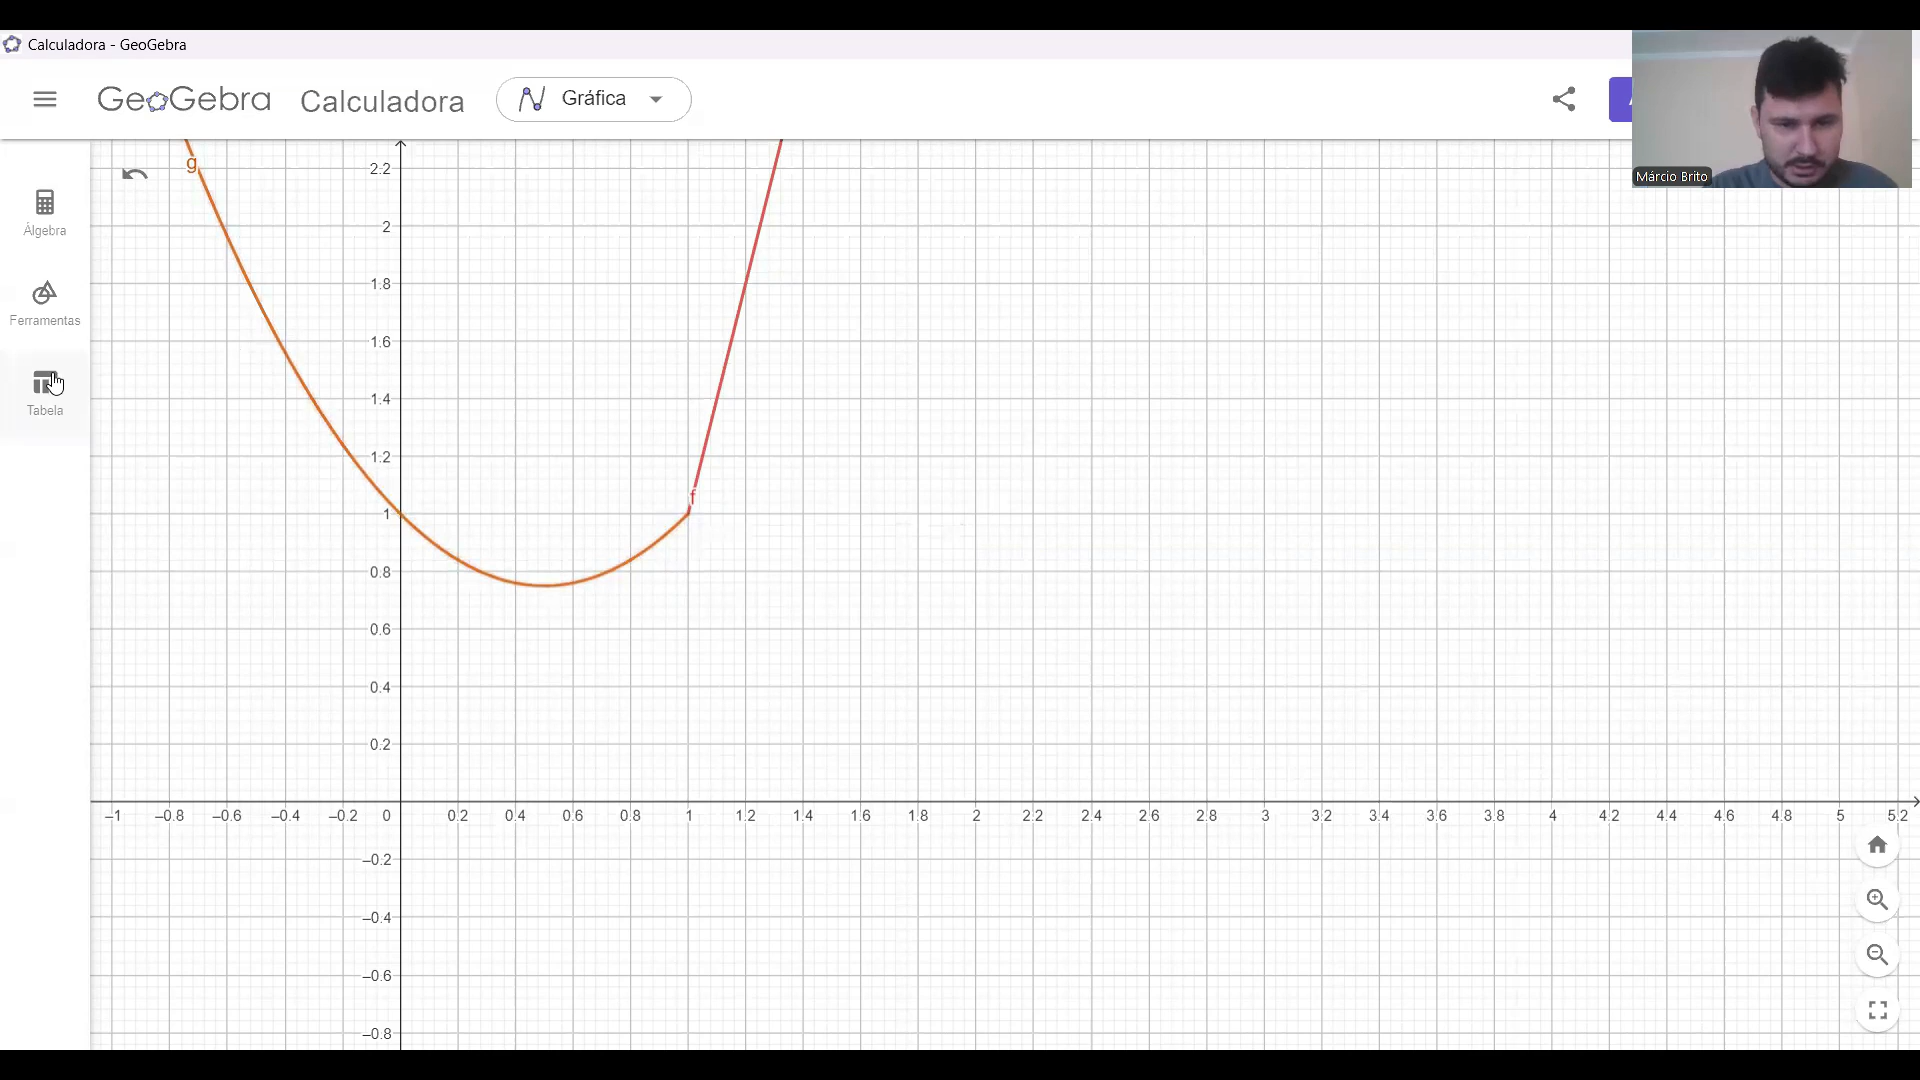 Calculadora - GeoGebra
GeoGebra
Calculadora
Gráfica
A
Márcio Brito
Álgebra
Ferramentas
Tabela
g
f
2.2
2
1.8
1.6
1.4
1.2
1
0.8
0.6
0.4
0.2
–1 –0.8 –0.6 –0.4 –0.2 0 0.2 0.4 0.6 0.8 1 1.2 1.4 1.6 1.8 2 2.2 2.4 2.6 2.8 3 3.2 3.4 3.6 3.8 4 4.2 4.4 4.6 4.8 5 5.2
–0.2
–0.4
–0.6
–0.8